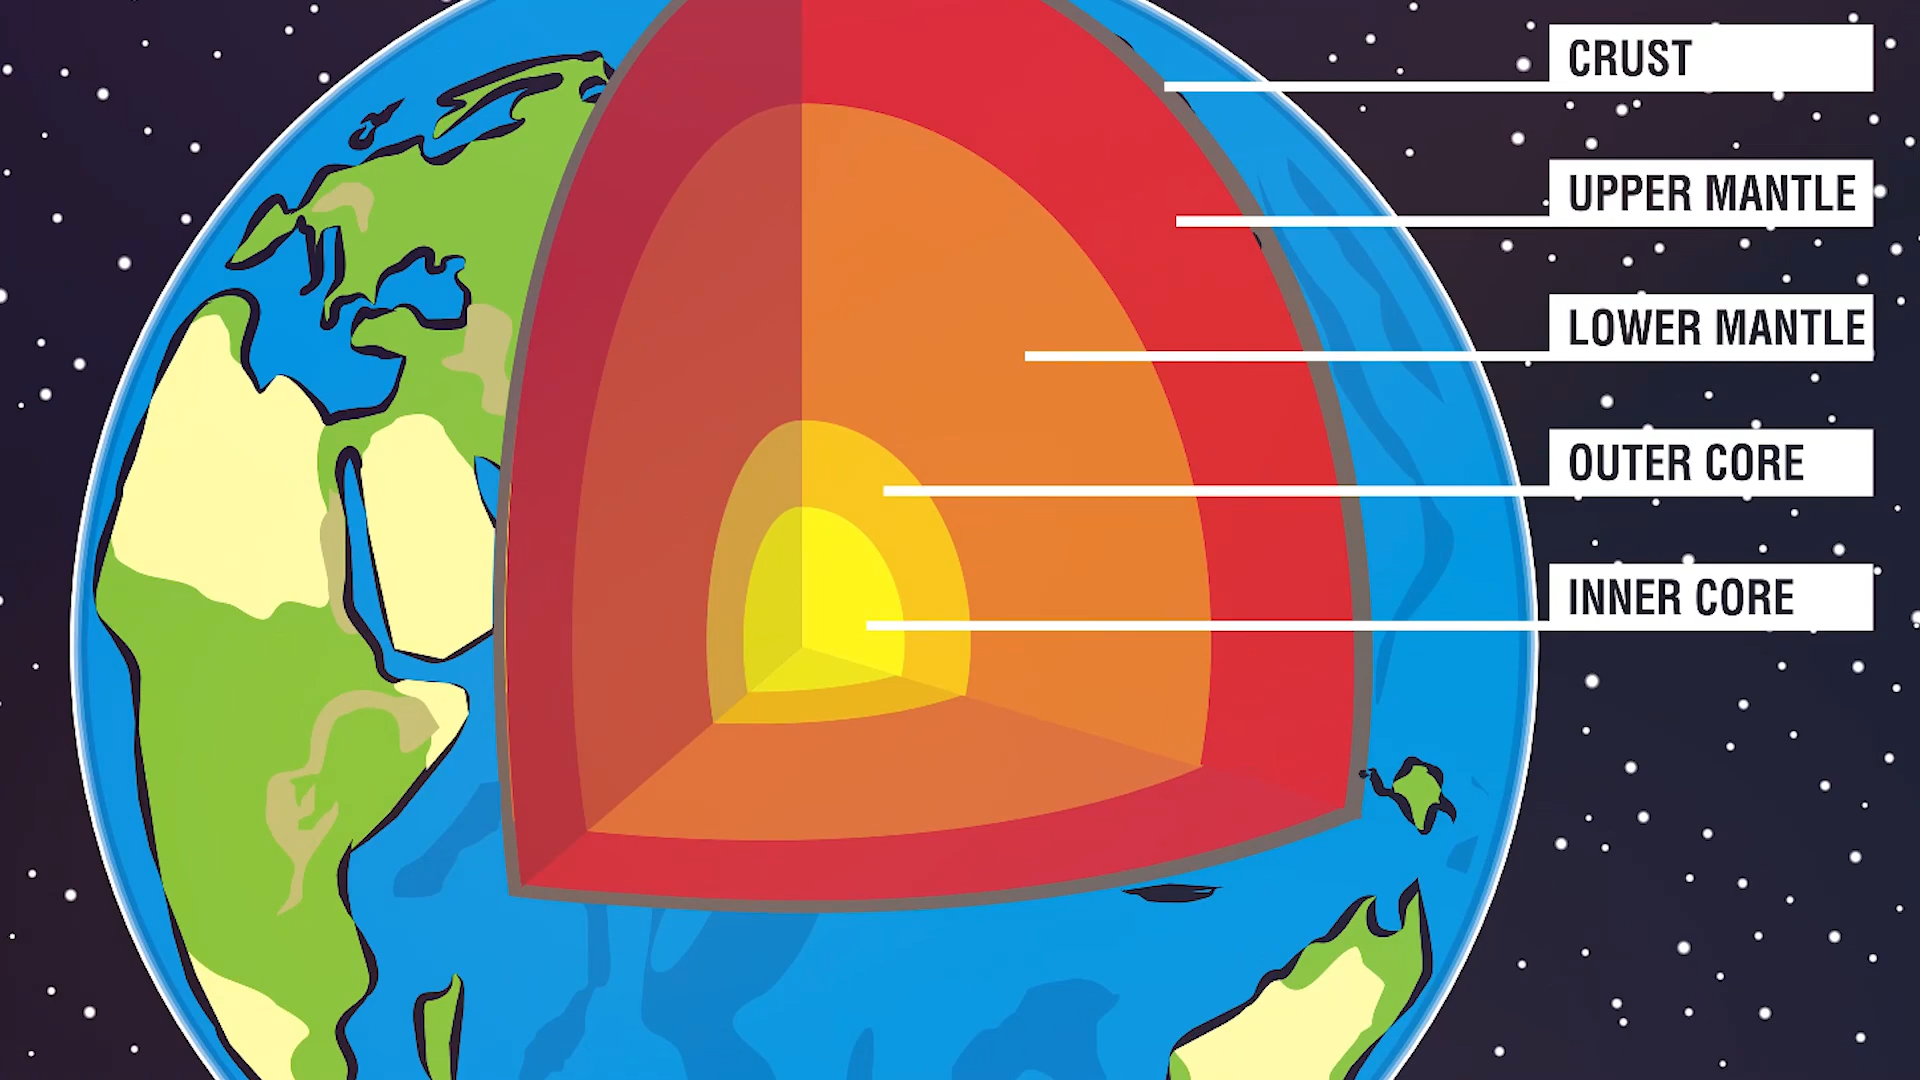 CRUST
UPPER MANTLE
LOWER MANTLE
OUTER CORE
INNER CORE